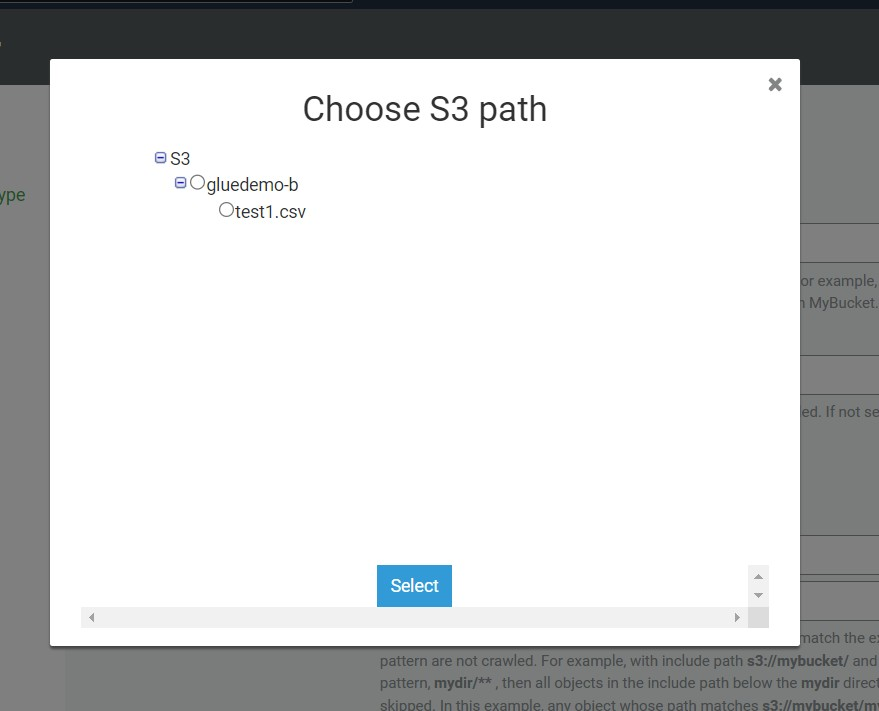 Choose S3 path
S3
gluedemo-b
ype
test1.csv
or example,
MyBucket.
ed. If not se
Select
match the ex
pattern are not crawled. For example, with include path s3://mybucket/ and
pattern, mydir/** , then all objects in the include path below the mydir direct
skipped. In this example, any object whose path matches s3://mybucket/my